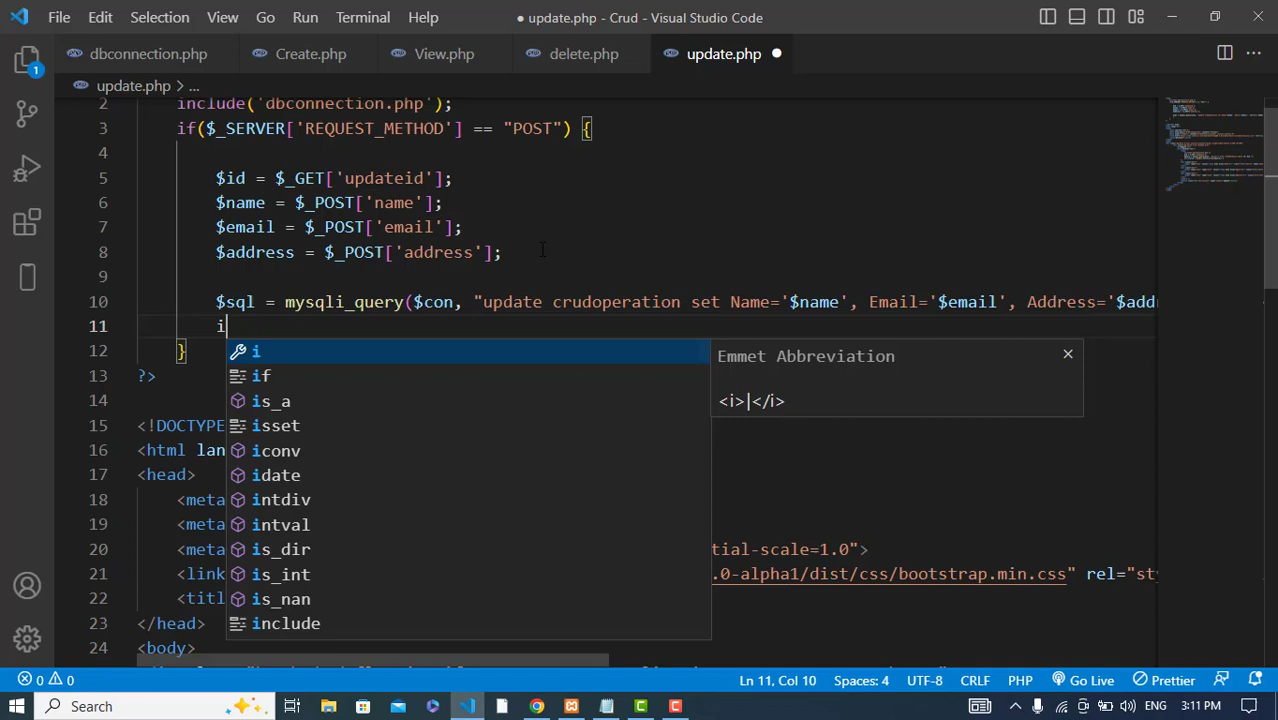 File Edit Selection View Go Run Terminal Help ● update.php - Crud - Visual Studio Code
dbconnection.php Create.php View.php delete.php update.php
update.php > ...
2 include('dbconnection.php');
3 if($_SERVER['REQUEST_METHOD'] == "POST") {
4
5 $id = $_GET['updateid'];
6 $name = $_POST['name'];
7 $email = $_POST['email'];
8 $address = $_POST['address'];
9
10 $sql = mysqli_query($con, "update crudoperation set Name='$name', Email='$email', Address='$addr
11 i
12 }
13 ?>
14
15 <!DOCTYPE
16 <html lan
17 <head>
18 <meta
19 <meta
20 <meta tial-scale=1.0">
21 <link .0-alpha1/dist/css/bootstrap.min.css" rel="sty
22 <titl
23 </head>
24 <body>
i
if
is_a
isset
iconv
idate
intdiv
intval
is_dir
is_int
is_nan
include
Emmet Abbreviation
<i>|</i>
1
0 0 Ln 11, Col 10 Spaces: 4 UTF-8 CRLF PHP Go Live Prettier
Search ENG 3:11 PM